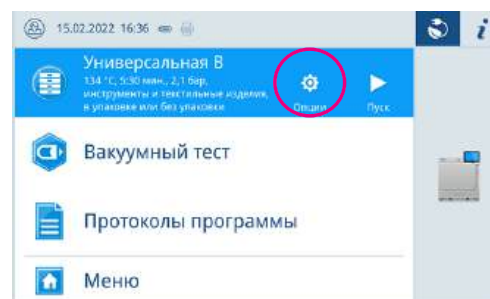 15.02.2022 16:36
Универсальная В
134 °C, 5:30 мин., 2,1 бар,
инструменты и текстильные изделия,
в упаковке или без упаковки
Опции
Пуск
Вакуумный тест
Протоколы программы
Меню